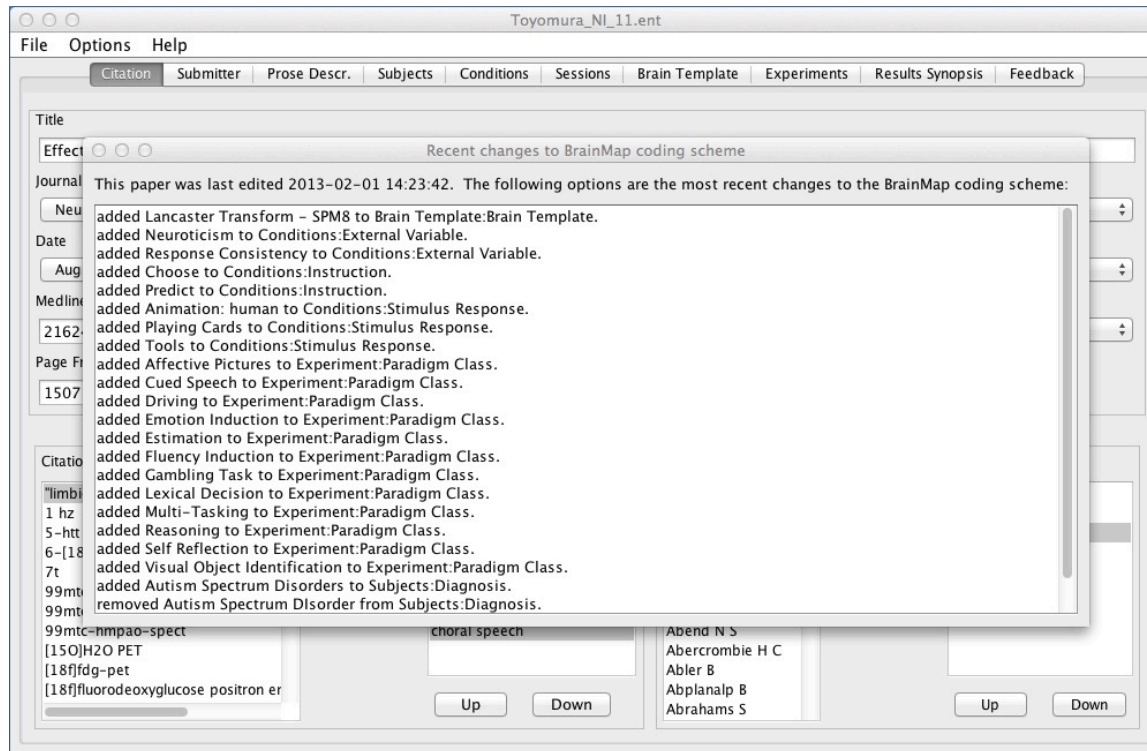 Toyomura_NI_11.ent
File Options Help
Citation Submitter Prose Descr. Subjects Conditions Sessions Brain Template Experiments Results Synopsis Feedback
Title
Effect
Recent changes to BrainMap coding scheme
Journal
This paper was last edited 2013-02-01 14:23:42. The following options are the most recent changes to the BrainMap coding scheme:
Neu
Date
Aug
Medline
2162
Page Fr
1507
added Lancaster Transform - SPM8 to Brain Template:Brain Template.
added Neuroticism to Conditions:External Variable.
added Response Consistency to Conditions:External Variable.
added Choose to Conditions:Instruction.
added Predict to Conditions:Instruction.
added Animation: human to Conditions:Stimulus Response.
added Playing Cards to Conditions:Stimulus Response.
added Tools to Conditions:Stimulus Response.
added Affective Pictures to Experiment:Paradigm Class.
added Cued Speech to Experiment:Paradigm Class.
added Driving to Experiment:Paradigm Class.
added Emotion Induction to Experiment:Paradigm Class.
added Estimation to Experiment:Paradigm Class.
added Fluency Induction to Experiment:Paradigm Class.
added Gambling Task to Experiment:Paradigm Class.
added Lexical Decision to Experiment:Paradigm Class.
added Multi-Tasking to Experiment:Paradigm Class.
added Reasoning to Experiment:Paradigm Class.
added Self Reflection to Experiment:Paradigm Class.
added Visual Object Identification to Experiment:Paradigm Class.
added Autism Spectrum Disorders to Subjects:Diagnosis.
removed Autism Spectrum DIsorder from Subjects:Diagnosis.
Citatio
"limbi
1 hz
5-htt
6-[18
7t
99mt
99mt
99mtc-hmpao-spect
[15O]H2O PET
[18f]fdg-pet
[18f]fluorodeoxyglucose positron er
choral speech
Up Down
Abend N S
Abercrombie H C
Abler B
Abplanalp B
Abrahams S
Up Down